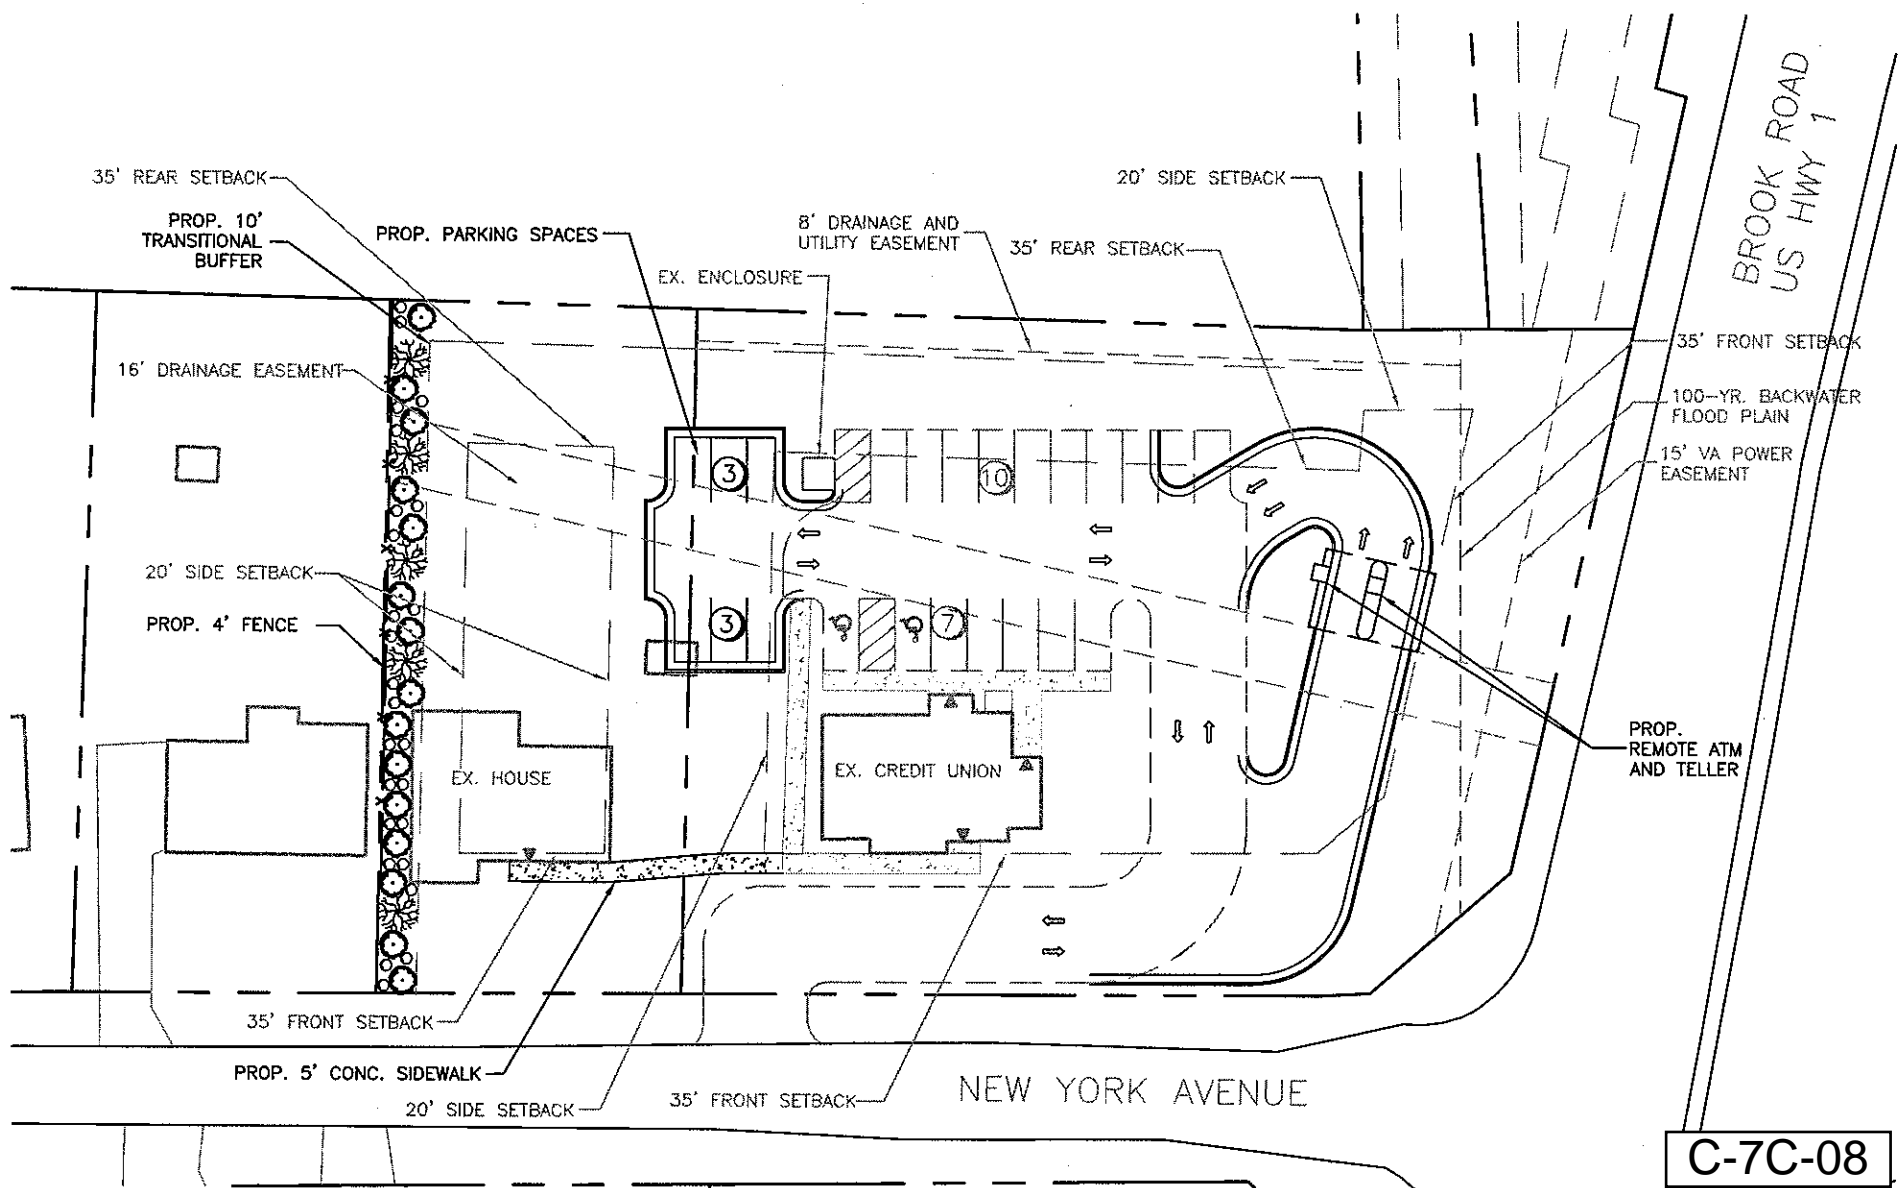 BROOK ROAD
US HWY 1
35' REAR SETBACK
20' SIDE SETBACK
PROP. 10'
TRANSITIONAL
BUFFER
PROP. PARKING SPACES
8' DRAINAGE AND
UTILITY EASEMENT
35' REAR SETBACK
EX. ENCLOSURE
35' FRONT SETBACK
16' DRAINAGE EASEMENT
100-YR. BACKWATER
FLOOD PLAIN
15' VA POWER
EASEMENT
3
10
20' SIDE SETBACK
PROP. 4' FENCE
3
7
PROP.
REMOTE ATM
AND TELLER
EX. HOUSE
EX. CREDIT UNION
35' FRONT SETBACK
PROP. 5' CONC. SIDEWALK
20' SIDE SETBACK
35' FRONT SETBACK
NEW YORK AVENUE
C-7C-08